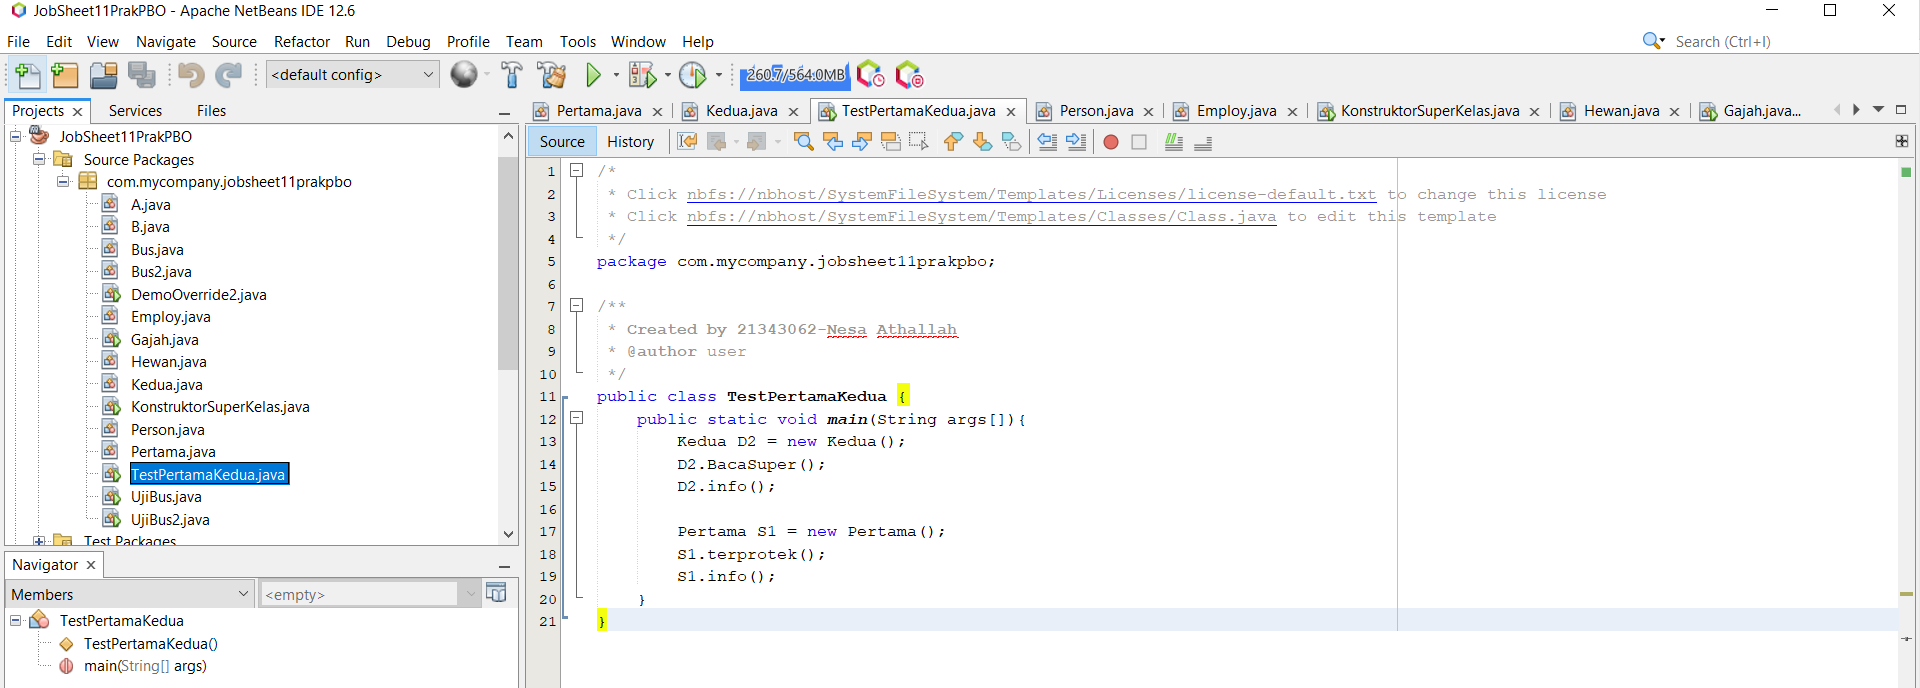 JobSheet11PrakPBO - Apache NetBeans IDE 12.6
File Edit View Navigate Source Refactor Run Debug Profile Team Tools Window Help
Search (Ctrl+I)
<default config>
260.7/564.0MB
Projects Services Files
JobSheet11PrakPBO
Source Packages
com.mycompany.jobsheet11prakpbo
A.java
B.java
Bus.java
Bus2.java
DemoOverride2.java
Employ.java
Gajah.java
Hewan.java
Kedua.java
KonstruktorSuperKelas.java
Person.java
Pertama.java
TestPertamaKedua.java
UjiBus.java
UjiBus2.java
Test Packages
Navigator
Members
<empty>
TestPertamaKedua
TestPertamaKedua()
main(String[] args)
Pertama.java Kedua.java TestPertamaKedua.java Person.java Employ.java KonstruktorSuperKelas.java Hewan.java Gajah.java...
Source History
1 /*
2 * Click nbfs://nbhost/SystemFileSystem/Templates/Licenses/license-default.txt to change this license
3 * Click nbfs://nbhost/SystemFileSystem/Templates/Classes/Class.java to edit this template
4 */
5 package com.mycompany.jobsheet11prakpbo;
6
7 /**
8 * Created by 21343062-Nesa Athallah
9 * @author user
10 */
11 public class TestPertamaKedua {
12 public static void main(String args[]){
13 Kedua D2 = new Kedua();
14 D2.BacaSuper();
15 D2.info();
16
17 Pertama S1 = new Pertama();
18 S1.terprotek();
19 S1.info();
20 }
21 }